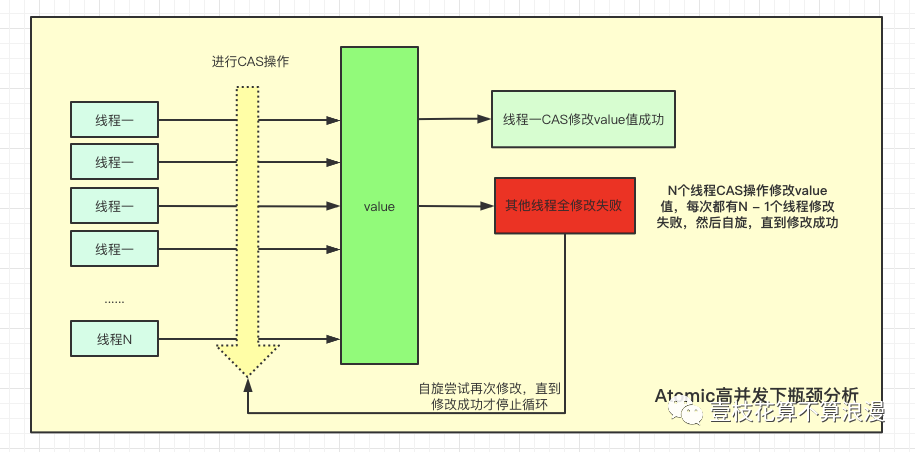 进行CAS操作
线程一
线程一
线程一
线程一
......
线程N
value
线程一CAS修改value值成功
其他线程全修改失败
N个线程CAS操作修改value
值，每次都有N - 1个线程修改
失败，然后自旋，直到修改成功
自旋尝试再次修改，直到
修改成功才停止循环
Atomic高并发下瓶颈分析
壹枝花算不算浪漫